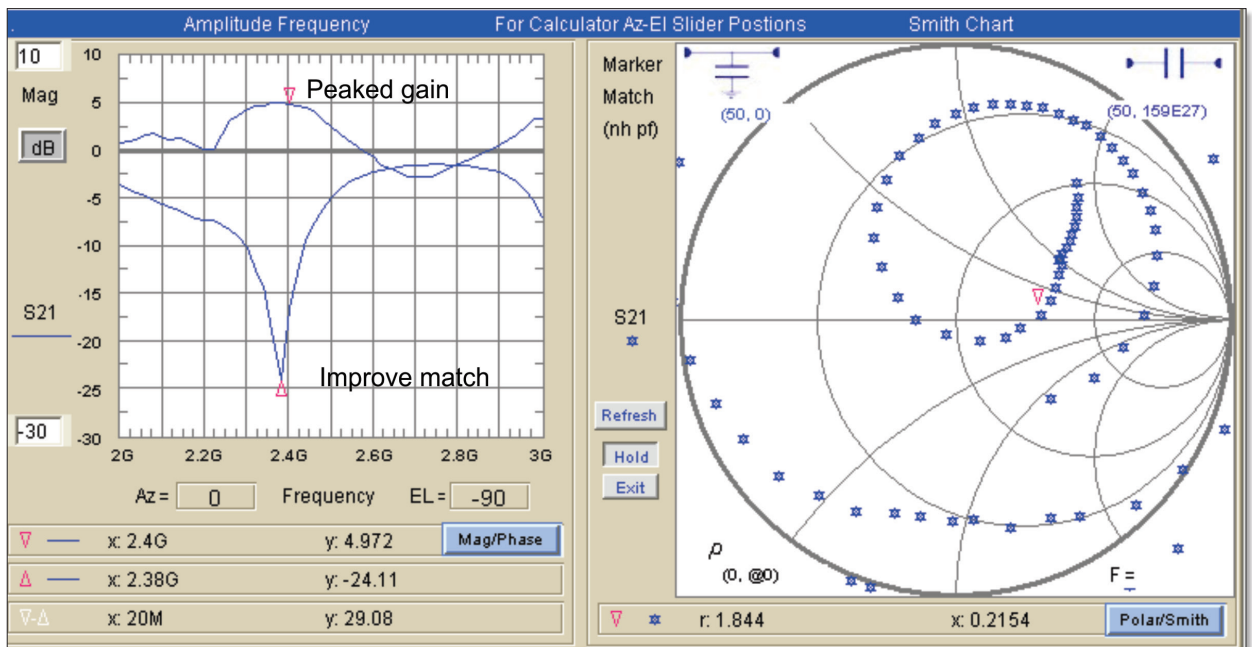 Amplitude Frequency For Calculator Az-El Slider Postions Smith Chart
10
Mag
dB
S21
-30
10
5
0
-5
-10
-15
-20
-25
-30
Peaked gain
Improve match
2G 2.2G 2.4G 2.6G 2.8G 3G
Az = 0 Frequency EL = -90
x: 2.4G y: 4.972 Mag/Phase
x: 2.38G y: -24.11
∇-Δ x: 20M y: 29.08
Marker
Match
(nh pf)
S21
Refresh
Hold
Exit
(50, 0)
(50, 159E27)
ρ
(0, @0)
F =
r: 1.844 x: 0.2154 Polar/Smith